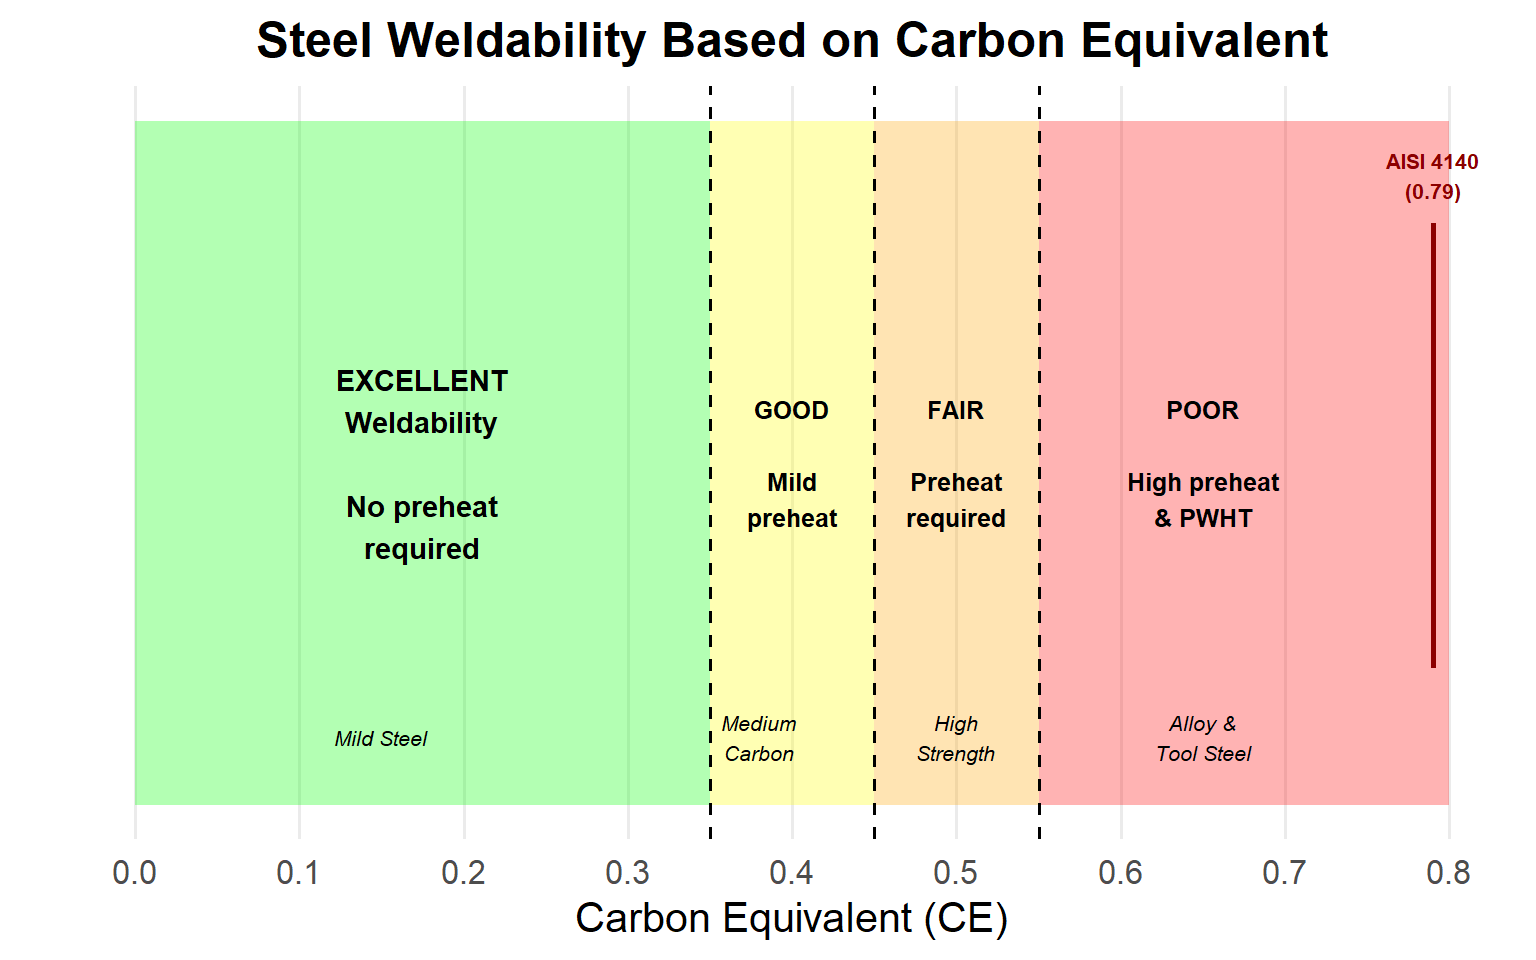 Steel Weldability Based on Carbon Equivalent
AISI 4140
(0.79)
EXCELLENT
Weldability
No preheat
required
GOOD
Mild
preheat
FAIR
Preheat
required
POOR
High preheat
& PWHT
Mild Steel
Medium
Carbon
High
Strength
Alloy &
Tool Steel
0.0 0.1 0.2 0.3 0.4 0.5 0.6 0.7 0.8
Carbon Equivalent (CE)